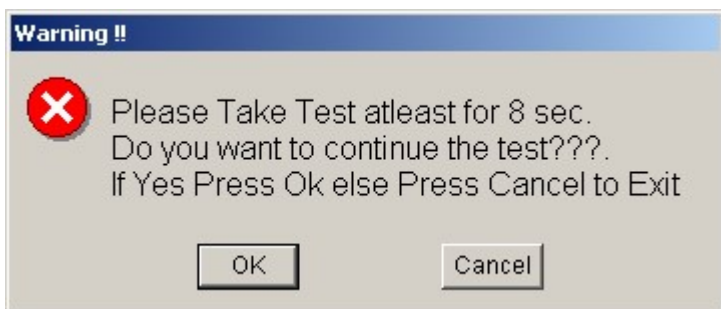 Warning !!
Please Take Test atleast for 8 sec.
Do you want to continue the test???.
If Yes Press Ok else Press Cancel to Exit
OK Cancel